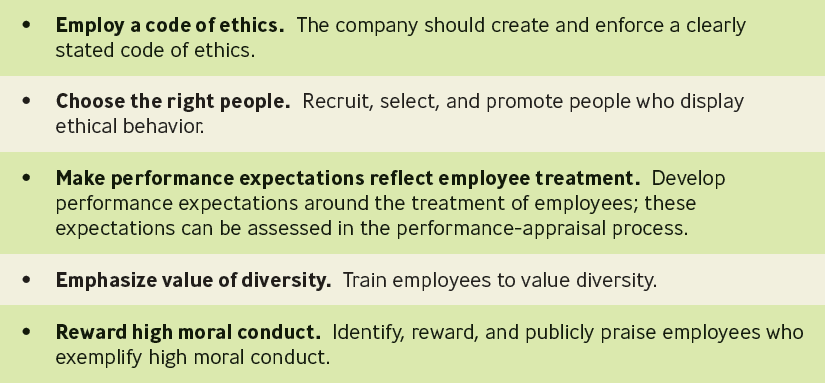 • Employ a code of ethics. The company should create and enforce a clearly
stated code of ethics.
• Choose the right people. Recruit, select, and promote people who display
ethical behavior.
• Make performance expectations reflect employee treatment. Develop
performance expectations around the treatment of employees; these
expectations can be assessed in the performance-appraisal process.
• Emphasize value of diversity. Train employees to value diversity.
• Reward high moral conduct. Identify, reward, and publicly praise employees who
exemplify high moral conduct.